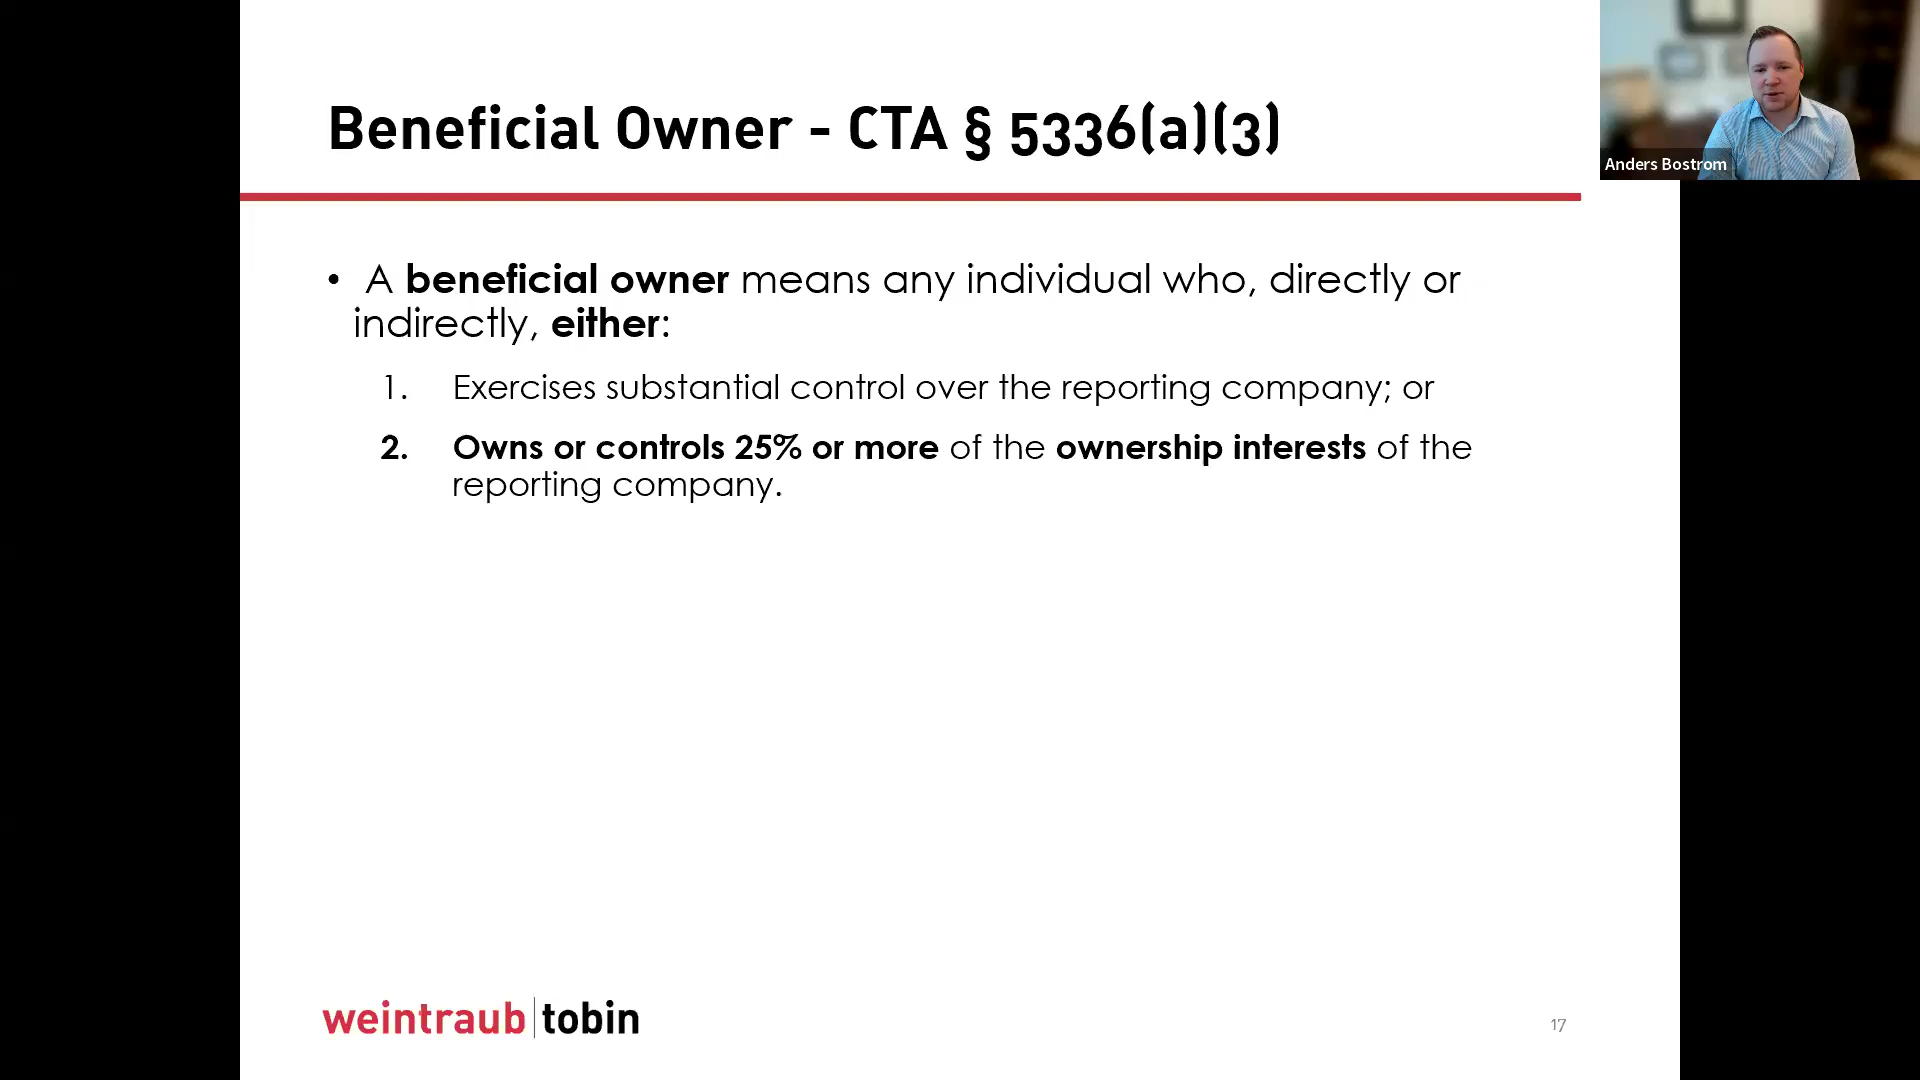 Beneficial Owner - CTA § 5336(a)(3)
Anders Bostrom
• A beneficial owner means any individual who, directly or
indirectly, either:
1. Exercises substantial control over the reporting company; or
2. Owns or controls 25% or more of the ownership interests of the
reporting company.
weintraub|tobin
17